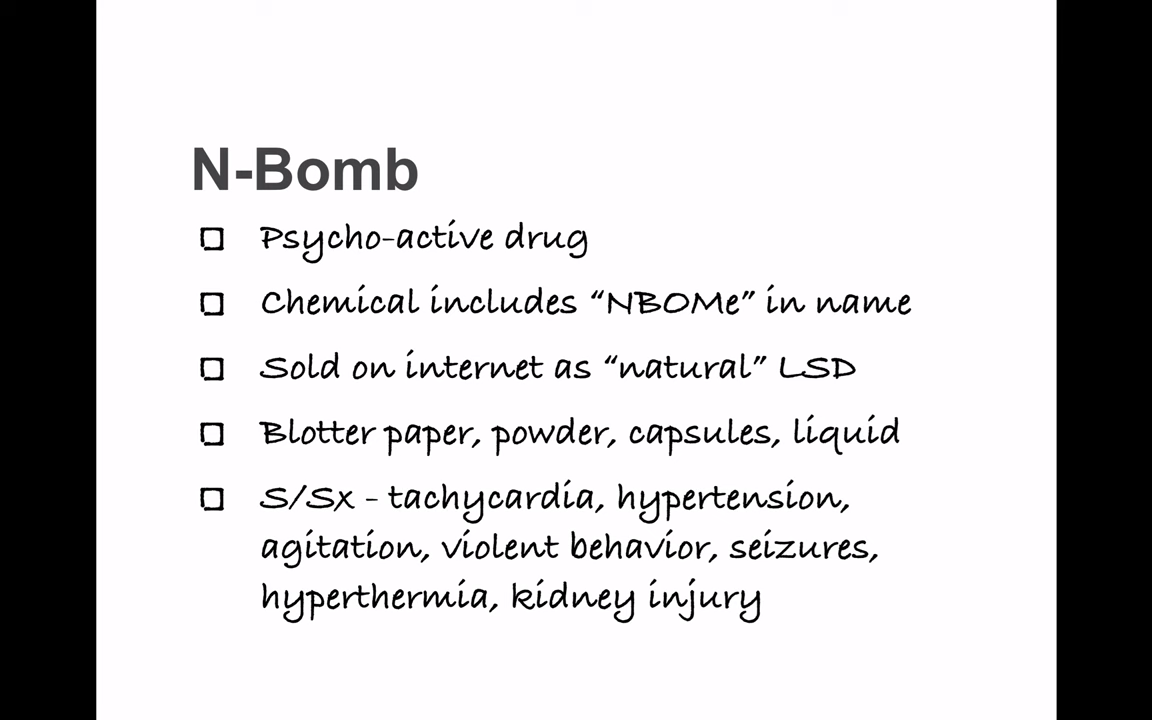 N-Bomb
Psycho-active drug
Chemical includes “NBOMe” in name
Sold on internet as “natural” LSD
Blotter paper, powder, capsules, liquid
S/Sx - tachycardia, hypertension,
agitation, violent behavior, seizures,
hyperthermia, kidney injury